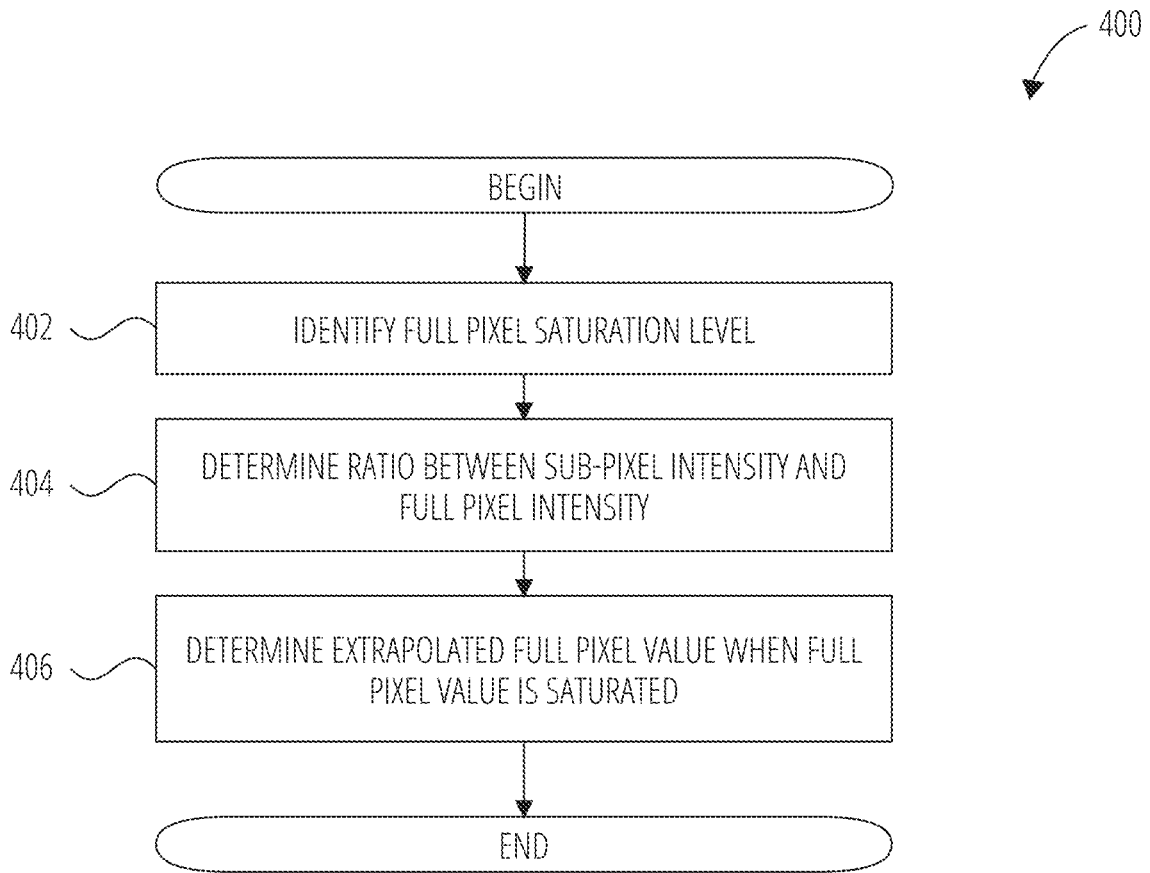 400
BEGIN
402
IDENTIFY FULL PIXEL SATURATION LEVEL
404
DETERMINE RATIO BETWEEN SUB-PIXEL INTENSITY AND
FULL PIXEL INTENSITY
406
DETERMINE EXTRAPOLATED FULL PIXEL VALUE WHEN FULL
PIXEL VALUE IS SATURATED
END